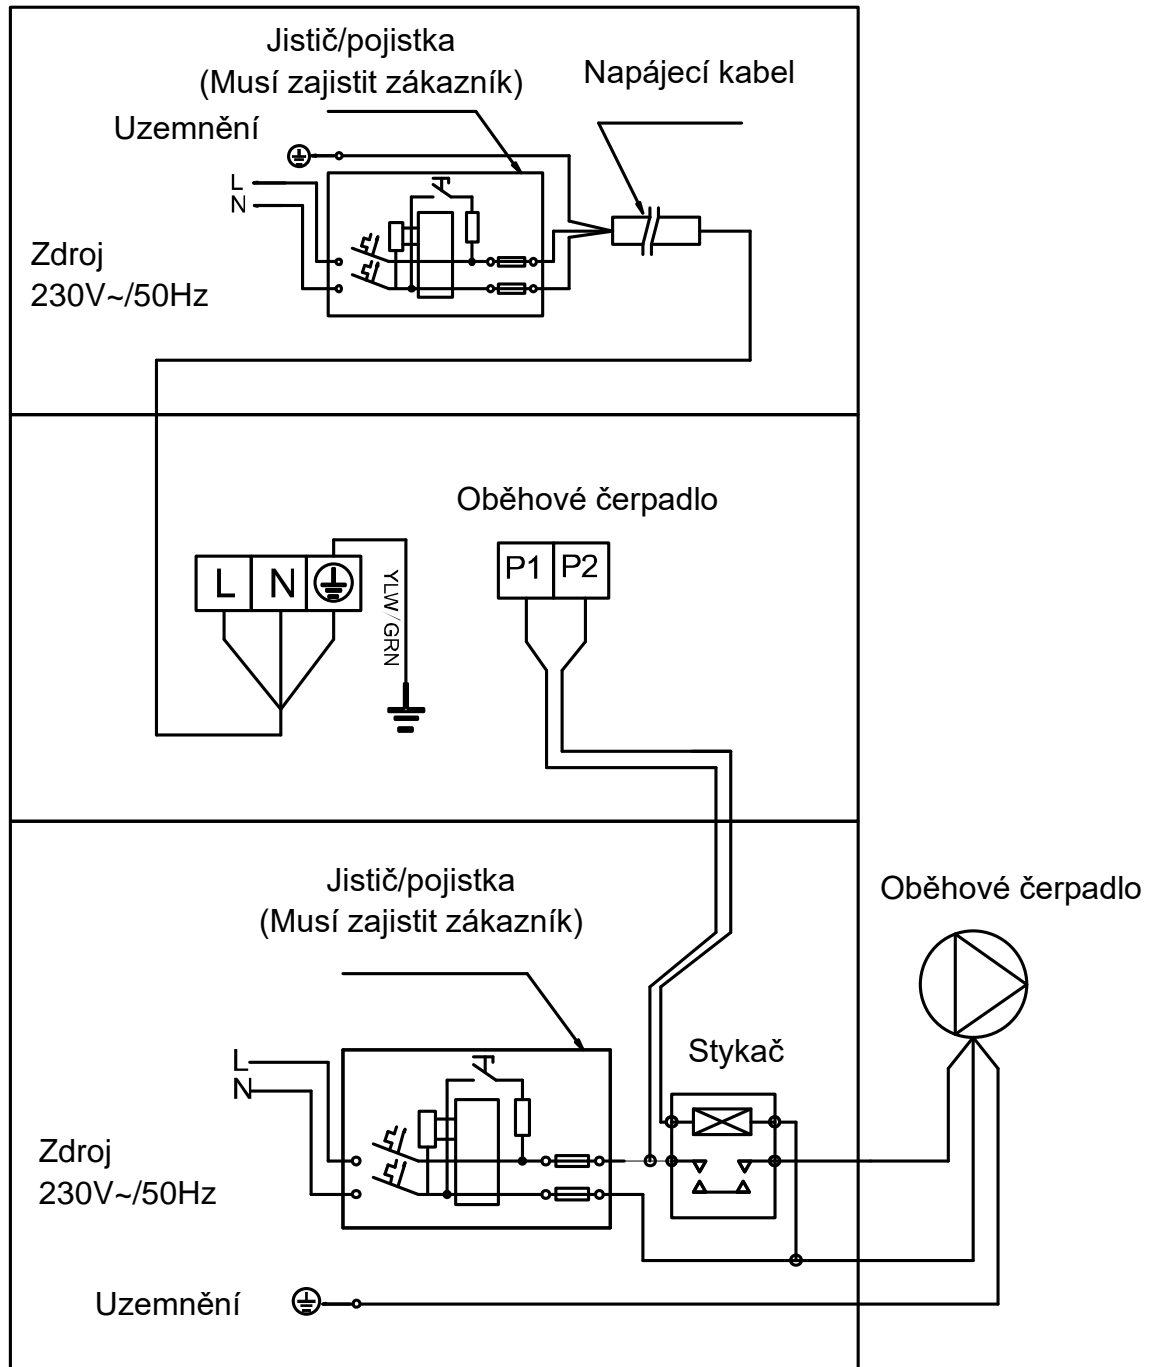 Jistič/pojistka
(Musí zajistit zákazník)
Napájecí kabel
Uzemnění
L
N
Zdroj
230V~/50Hz
Oběhové čerpadlo
L N
P1 P2
YLW/GRN
Jistič/pojistka
(Musí zajistit zákazník)
Oběhové čerpadlo
Stykač
L
N
Zdroj
230V~/50Hz
Uzemnění